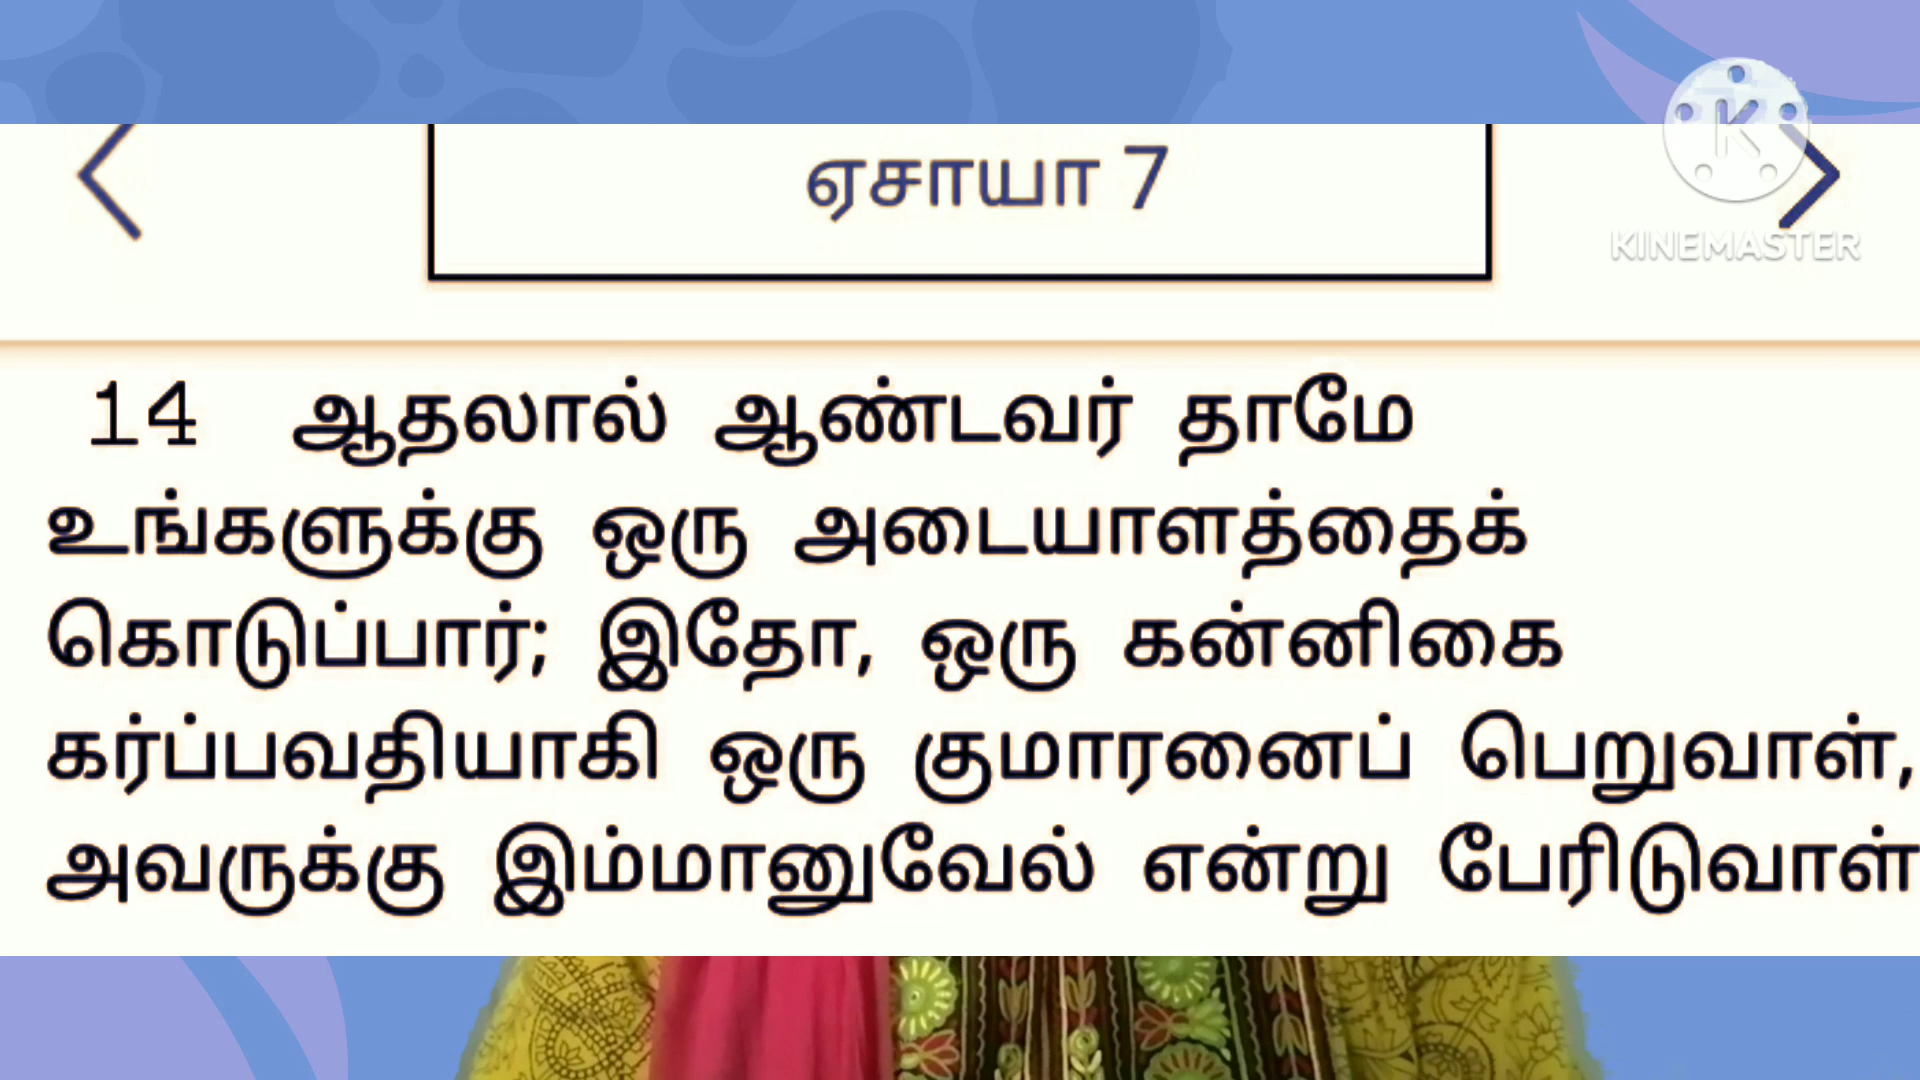 ஏசாயா 7
KINEMASTER
14 ஆதலால் ஆண்டவர் தாமே
உங்களுக்கு ஒரு அடையாளத்தைக்
கொடுப்பார்; இதோ, ஒரு கன்னிகை
கர்ப்பவதியாகி ஒரு குமாரனைப் பெறுவாள்,
அவருக்கு இம்மானுவேல் என்று பேரிடுவாள்